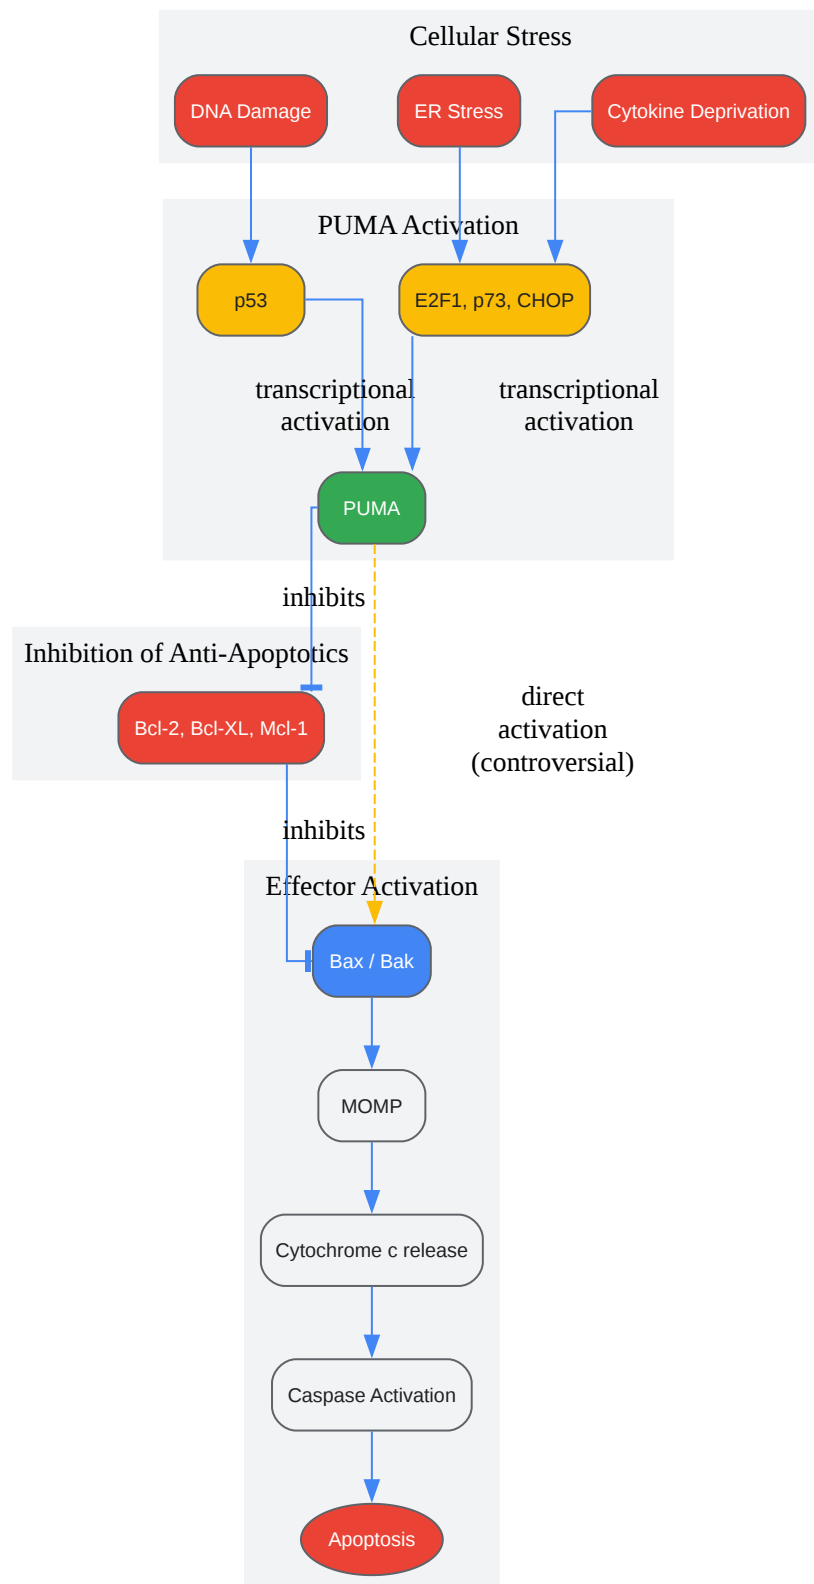 Cellular Stress
DNA Damage
ER Stress
Cytokine Deprivation
PUMA Activation
p53
E2F1, p73, CHOP
transcriptional
activation
transcriptional
activation
PUMA
inhibits
Inhibition of Anti-Apoptotics
Bcl-2, Bcl-XL, Mcl-1
direct
activation
(controversial)
inhibits
Effector Activation
Bax / Bak
MOMP
Cytochrome c release
Caspase Activation
Apoptosis